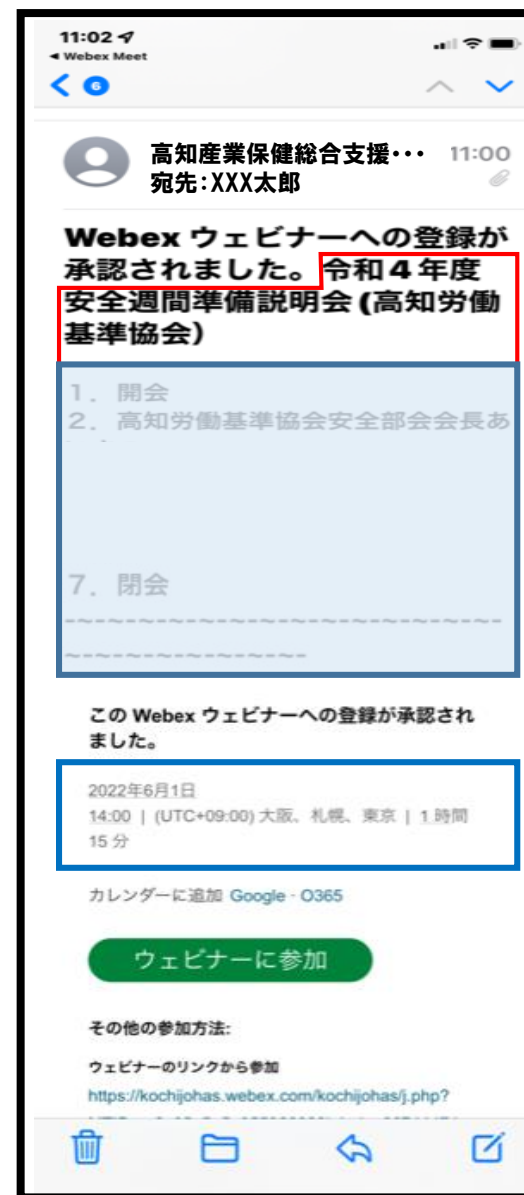 11:02
◀ Webex Meet
6
高知産業保健総合支援・・・ 11:00
宛先：XXX太郎
Webex ウェビナーへの登録が
承認されました。令和４年度
安全週間準備説明会 (高知労働
基準協会）
1．開会
2．高知労働基準協会安全部会会長あ
7．閉会
~-~-~-~-~-~-~-~-~-~-~-~-~-~-
~-~-~-~-~-~-~-~-
この Webex ウェビナーへの登録が承認され
ました。
2022年6月1日
14:00 | (UTC+09:00) 大阪、札幌、東京 | 1 時間
15 分
カレンダーに追加 Google · O365
ウェビナーに参加
その他の参加方法:
ウェビナーのリンクから参加
https://kochijohas.webex.com/kochijohas/j.php?